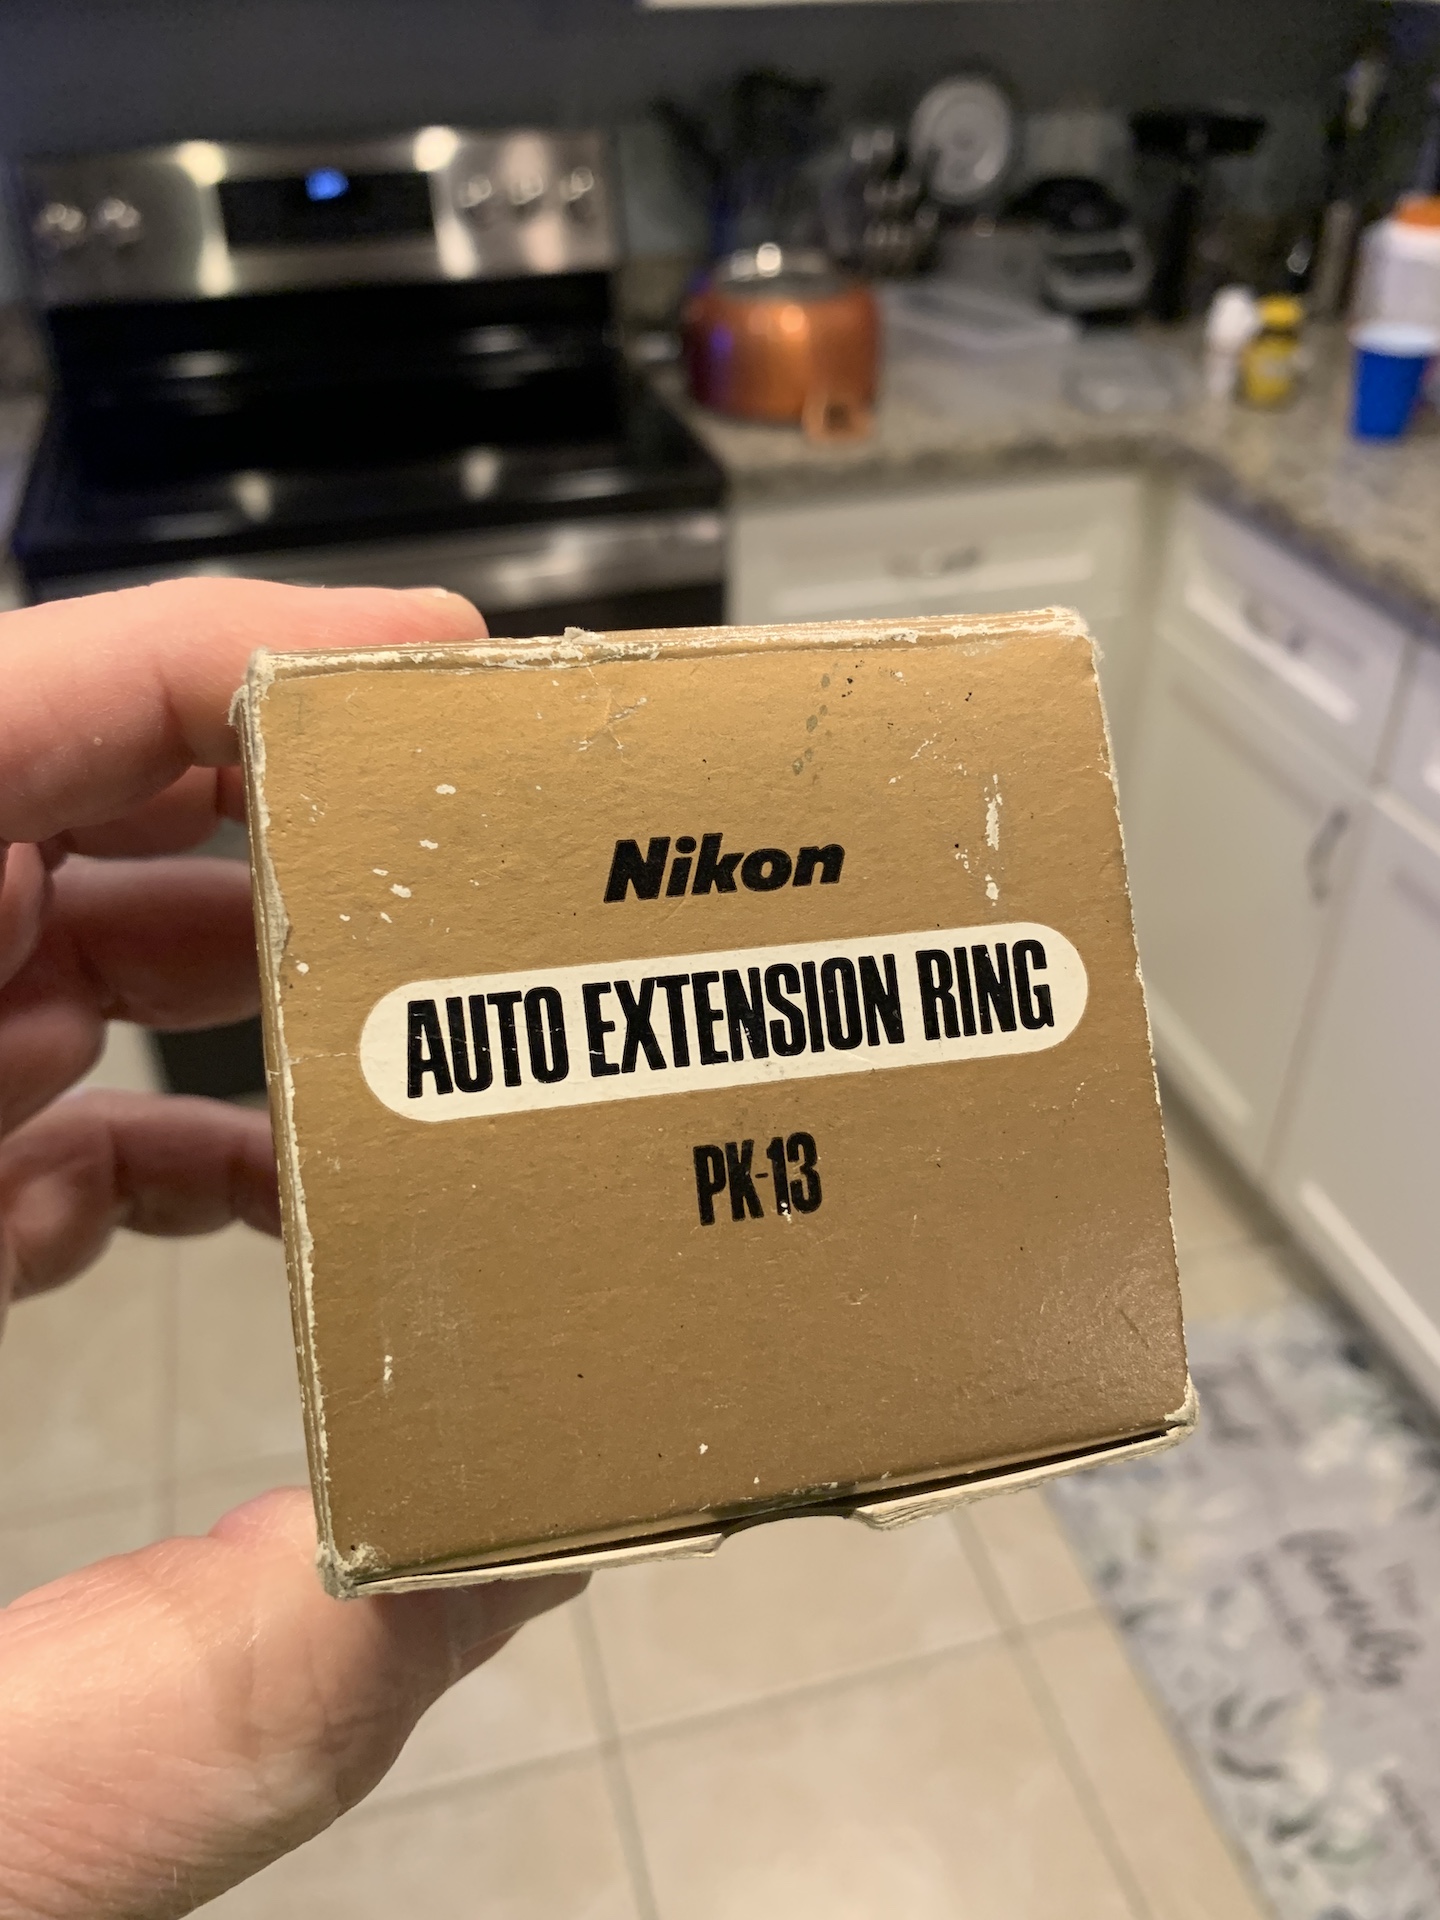 Nikon
AUTO EXTENSION RING
PK-13